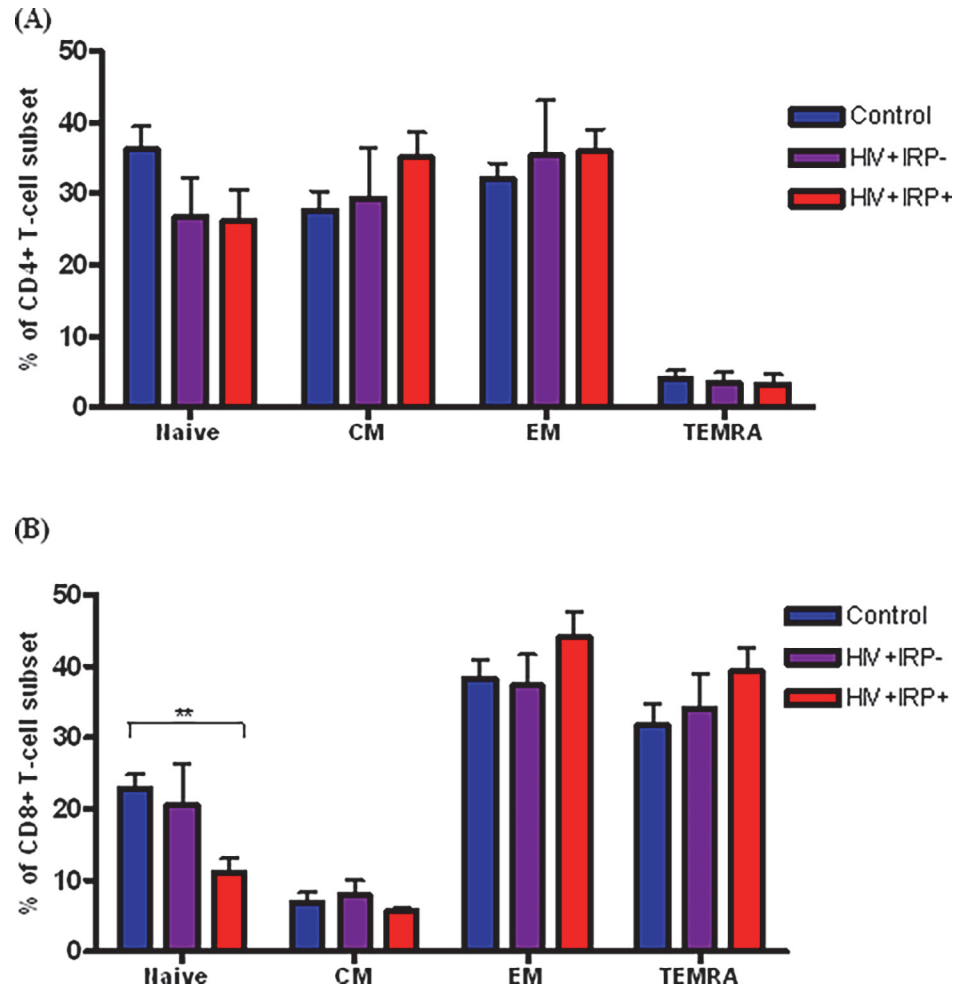 (A)
% of CD4+ T-cell subset
50
40
30
20
10
0
Naive CM EM TEMRA
Control
HIV+IRP-
HIV+IRP+
(B)
% of CD8+ T-cell subset
50
40
30
20
10
0
**
Naive CM EM TEMRA
Control
HIV+IRP-
HIV+IRP+